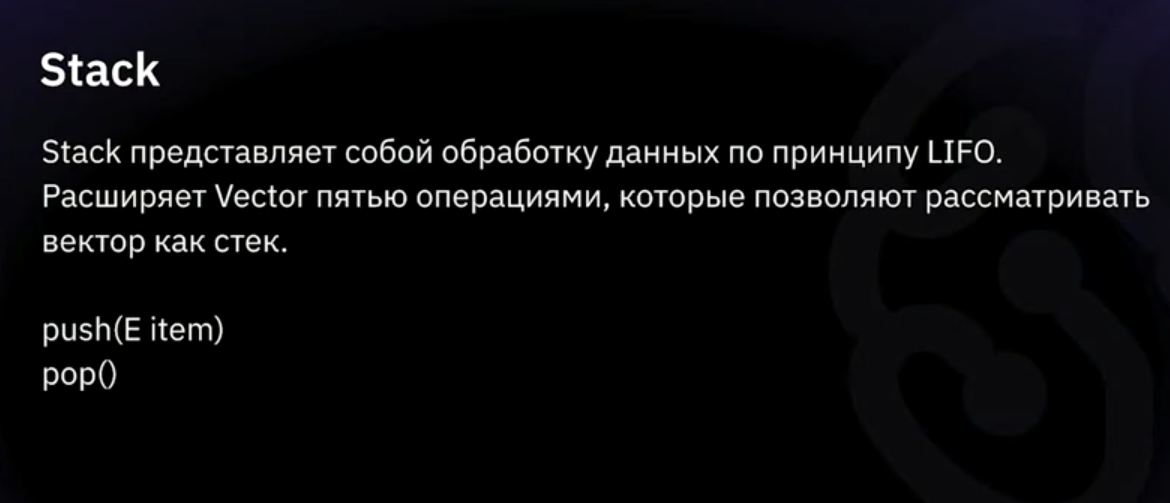 Stack
Stack представляет собой обработку данных по принципу LIFO.
Расширяет Vector пятью операциями, которые позволяют рассматривать
вектор как стек.
push(E item)
pop()